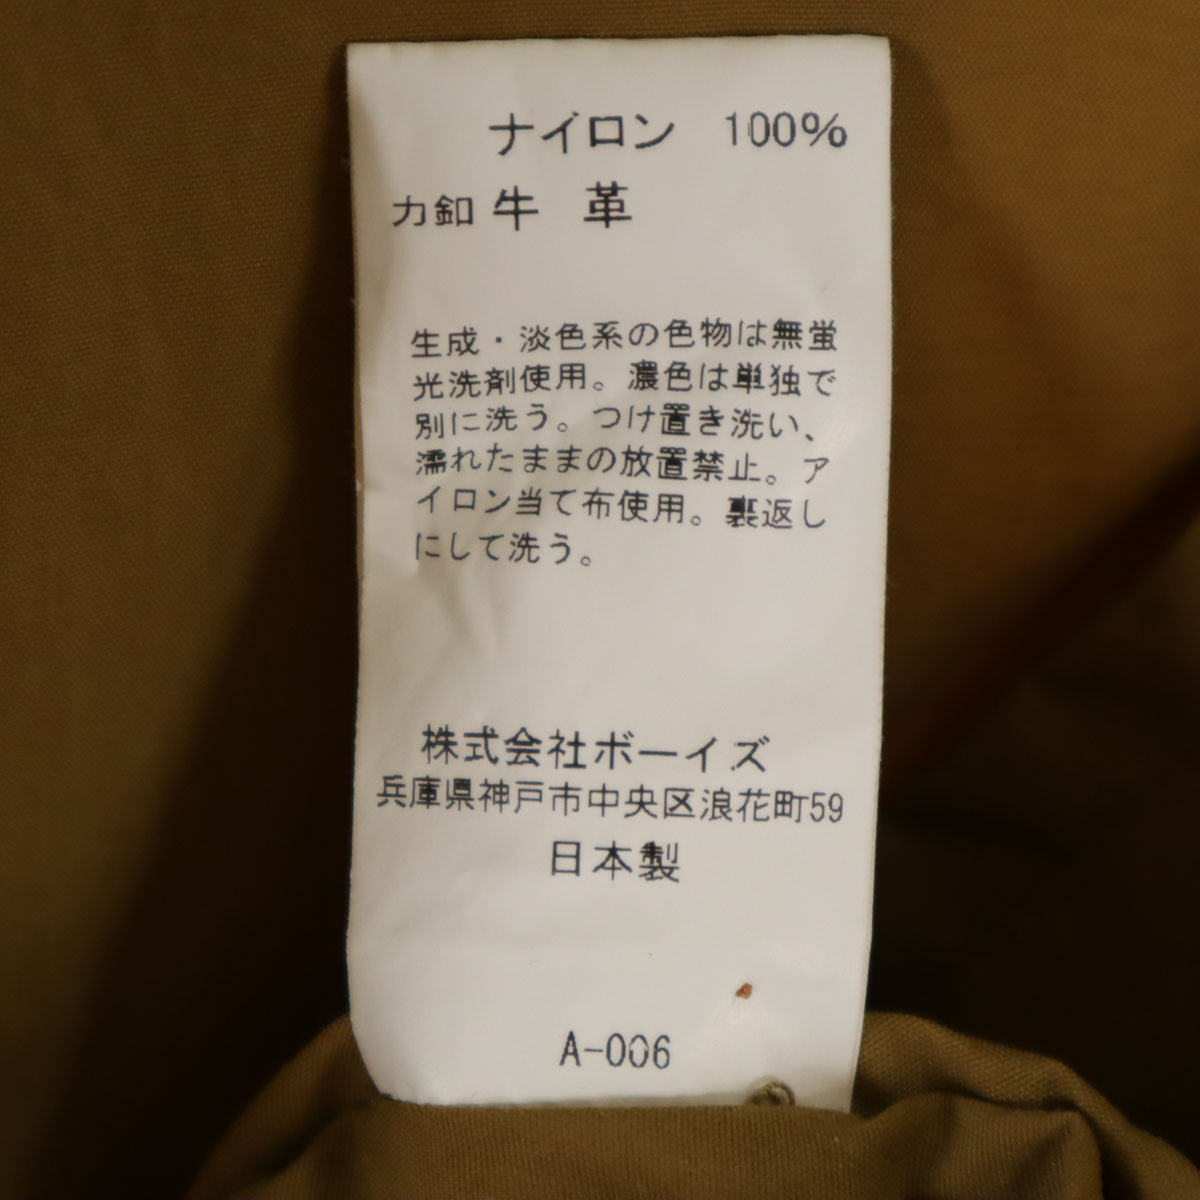 ナイロン 100%
力釦 牛 革
生成・淡色系の色物は無蛍
光洗剤使用。濃色は単独で
別に洗う。つけ置き洗い、
濡れたままの放置禁止。ア
イロン当て布使用。裏返し
にして洗う。
株式会社ボーイズ
兵庫県神戸市中央区浪花町59
日本製
A-006